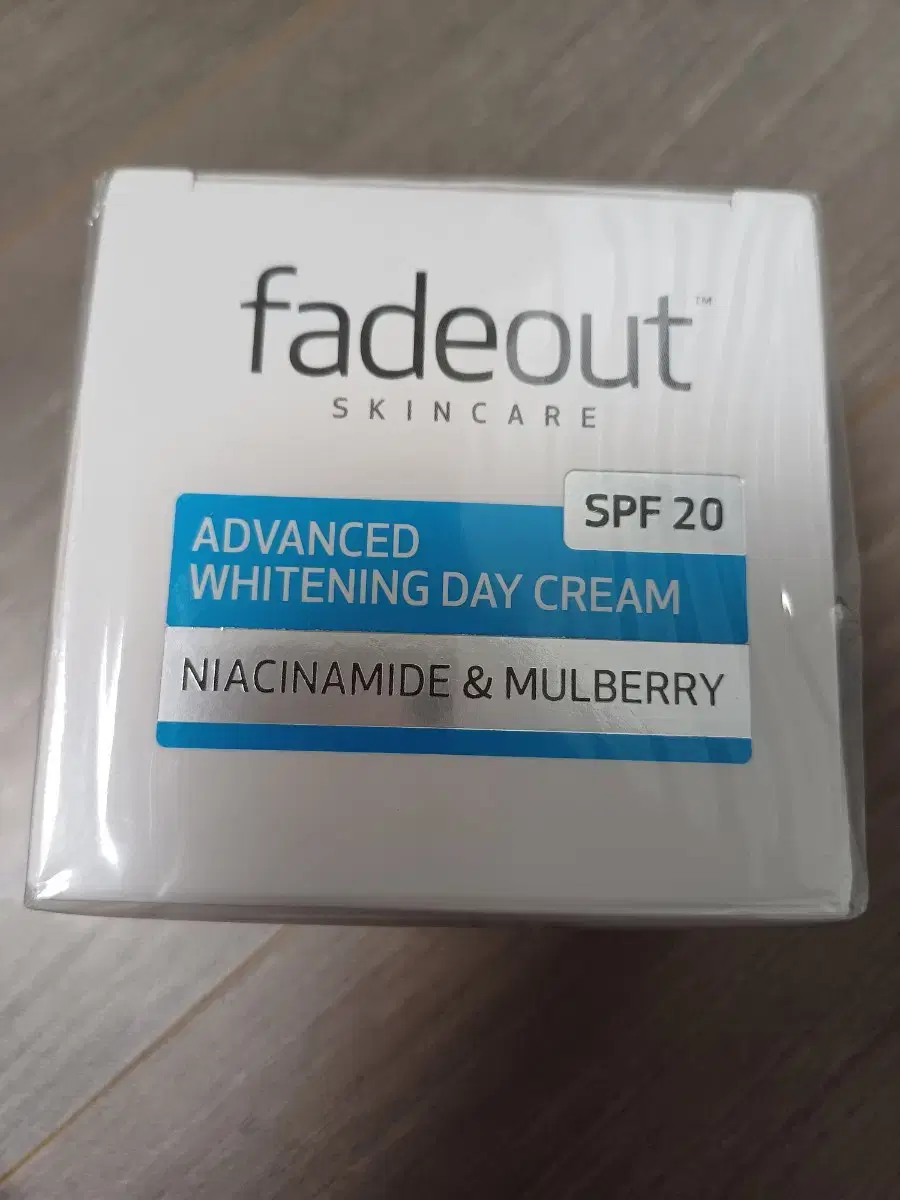 fadeout™
SKINCARE
SPF 20
ADVANCED
WHITENING DAY CREAM
NIACINAMIDE & MULBERRY